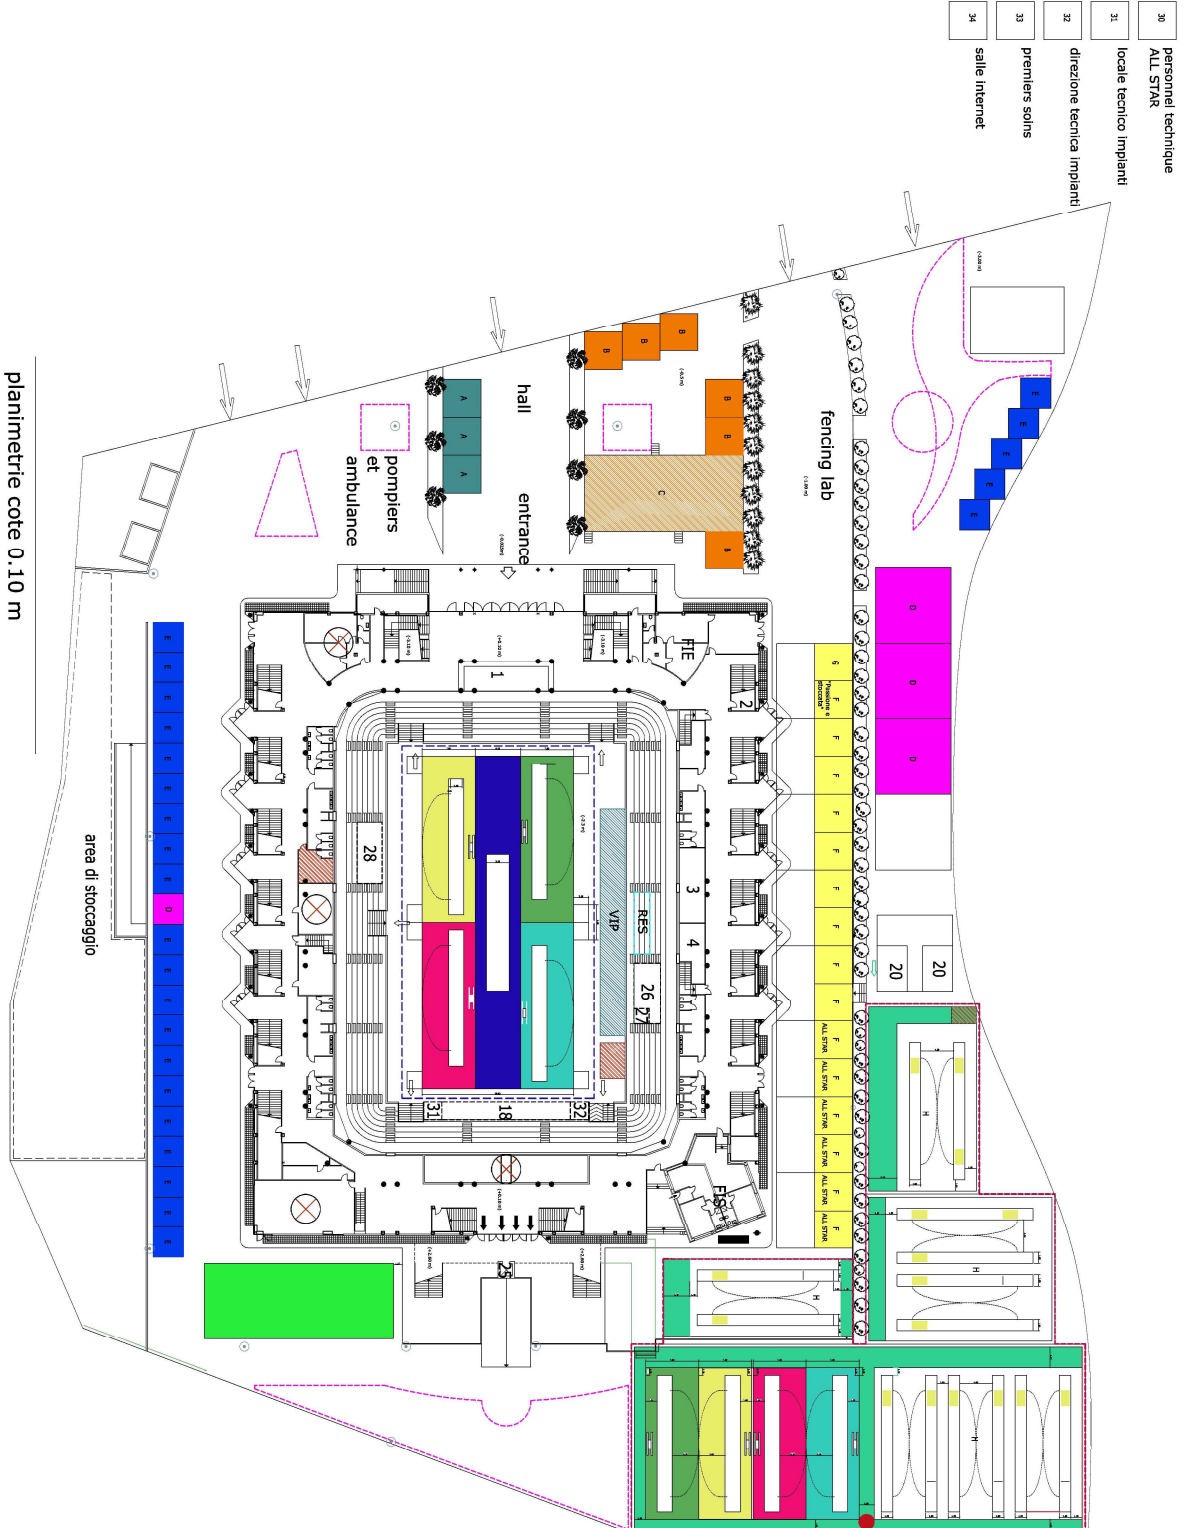 30
personnel technique
ALL STAR
31
locale tecnico impianti
32
direzione tecnica impianti
33
premiers soins
34
salle internet
planimetrie cote 0.10 m
hall
entrance
pompiers
et
ambulance
fencing lab
area di stoccaggio
A
A
A
B
B
B
B
B
B
C
E
E
E
E
E
D
D
D
G
F
"Passione e
stoccata"
F
F
F
F
F
F
F
F
F
ALL STAR
F
ALL STAR
F
ALL STAR
F
ALL STAR
F
ALL STAR
F
ALL STAR
FIE
1
2
3
4
VIP
RES
26
27
28
31
18
32
FIS
25
20
20
H
H
H
H
E
E
E
E
E
E
E
E
E
D
E
E
E
E
E
E
E
E
E
E
E